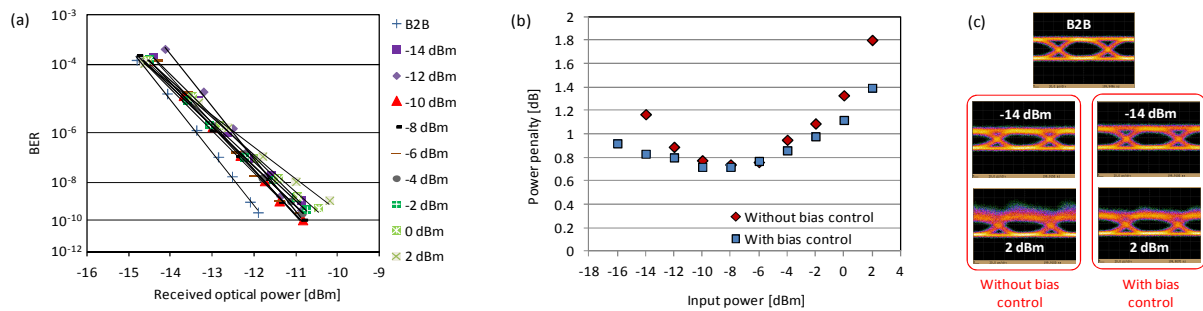 (a)
10-3
10-4
10-6
10-8
10-10
10-12
BER
-16
-15
-14
-13
-12
-11
-10
-9
Received optical power [dBm]
B2B
-14 dBm
-12 dBm
-10 dBm
-8 dBm
-6 dBm
-4 dBm
-2 dBm
0 dBm
2 dBm
(b)
2
1.8
1.6
1.4
1.2
1
0.8
0.6
0.4
0.2
0
Power penalty [dB]
Without bias control
With bias control
-18
-16
-14
-12
-10
-8
-6
-4
-2
0
2
4
Input power [dBm]
(c)
B2B
-14 dBm
-14 dBm
2 dBm
2 dBm
Without bias
control
With bias
control